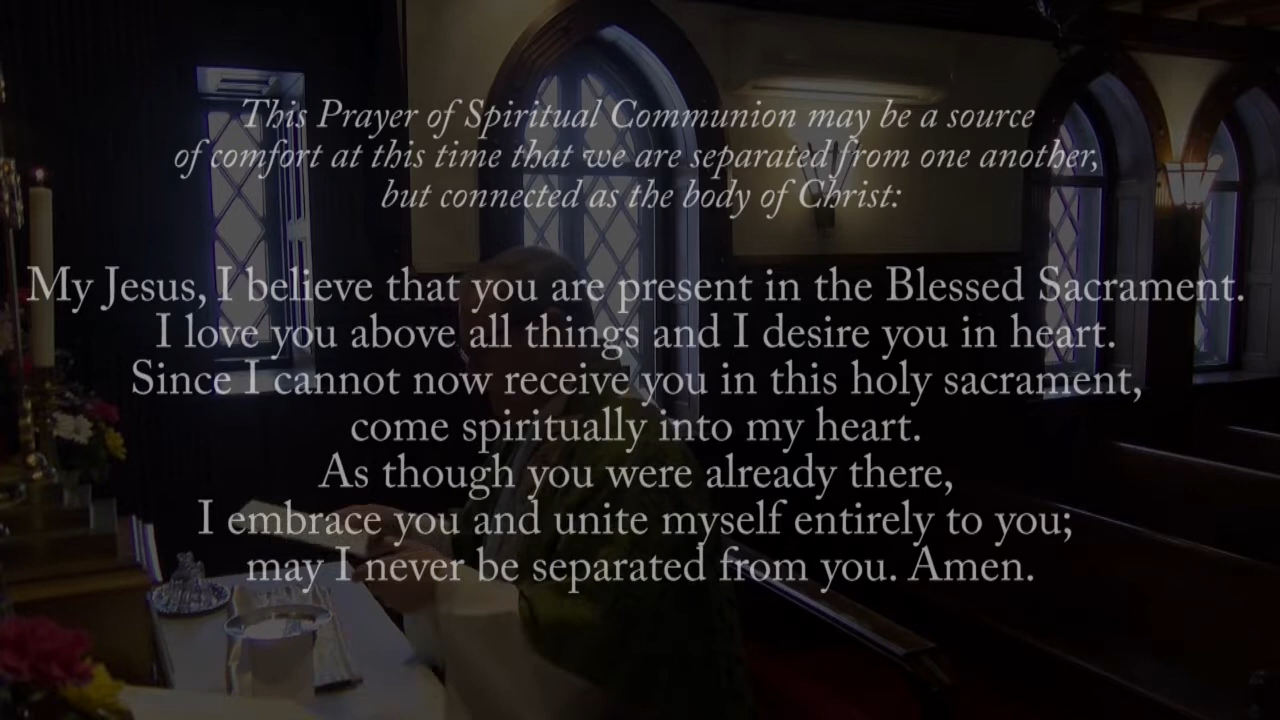 This Prayer of Spiritual Communion may be a source
of comfort at this time that we are separated from one another,
but connected as the body of Christ:
My Jesus, I believe that you are present in the Blessed Sacrament.
I love you above all things and I desire you in heart.
Since I cannot now receive you in this holy sacrament,
come spiritually into my heart.
As though you were already there,
I embrace you and unite myself entirely to you;
may I never be separated from you. Amen.